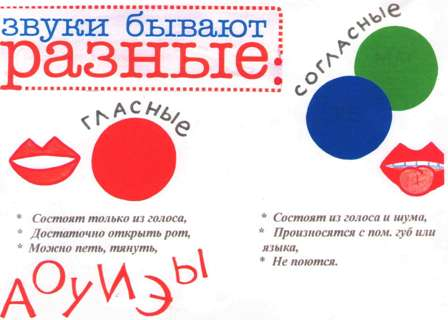 звуки бывают
разные:
ГЛАСНЫЕ
* Состоят только из голоса,
* Достаточно открыть рот,
* Можно петь, тянуть,
А О У И Э Ы
СОГЛАСНЫЕ
* Состоят из голоса и шума,
* Произносятся с пом. губ или
языка,
* Не поются.